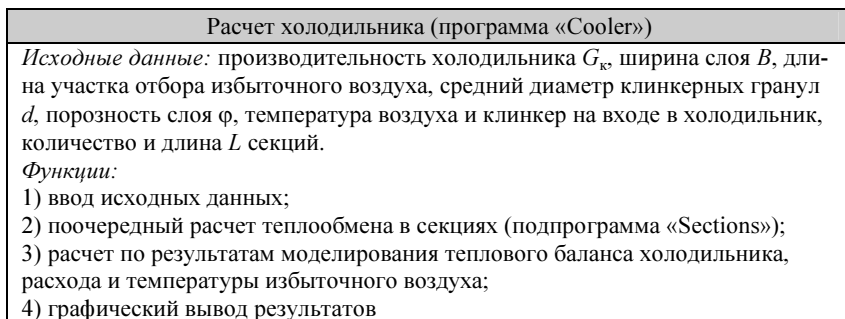 Расчет холодильника (программа «Cooler»)
Исходные данные: производительность холодильника Gк, ширина слоя B, дли-
на участка отбора избыточного воздуха, средний диаметр клинкерных гранул
d, порозность слоя φ, температура воздуха и клинкер на входе в холодильник,
количество и длина L секций.
Функции:
1) ввод исходных данных;
2) поочередный расчет теплообмена в секциях (подпрограмма «Sections»);
3) расчет по результатам моделирования теплового баланса холодильника,
расхода и температуры избыточного воздуха;
4) графический вывод результатов